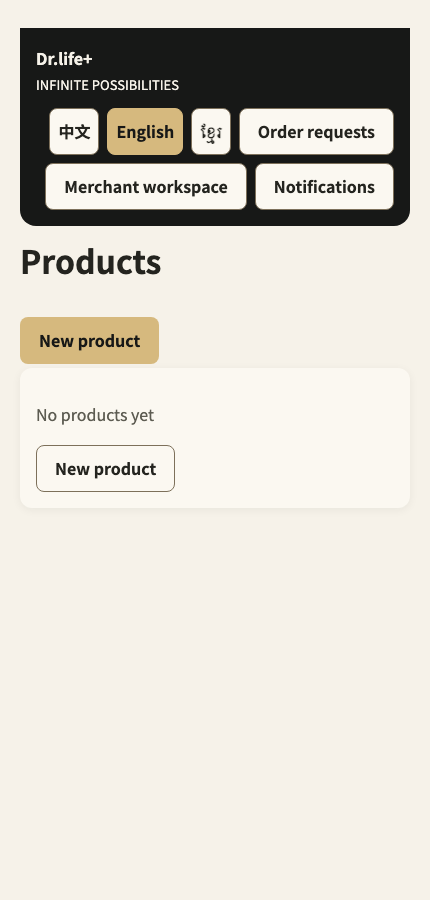 Dr.life+
INFINITE POSSIBILITIES
中文 English ខ្មែរ Order requests
Merchant workspace Notifications
Products
New product
No products yet
New product